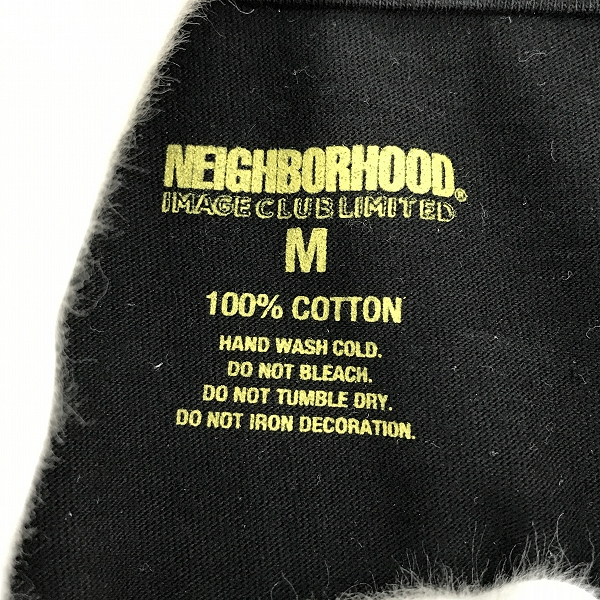 NEIGHBORHOOD®
IMAGE CLUB LIMITED
M
100% COTTON
HAND WASH COLD.
DO NOT BLEACH.
DO NOT TUMBLE DRY.
DO NOT IRON DECORATION.